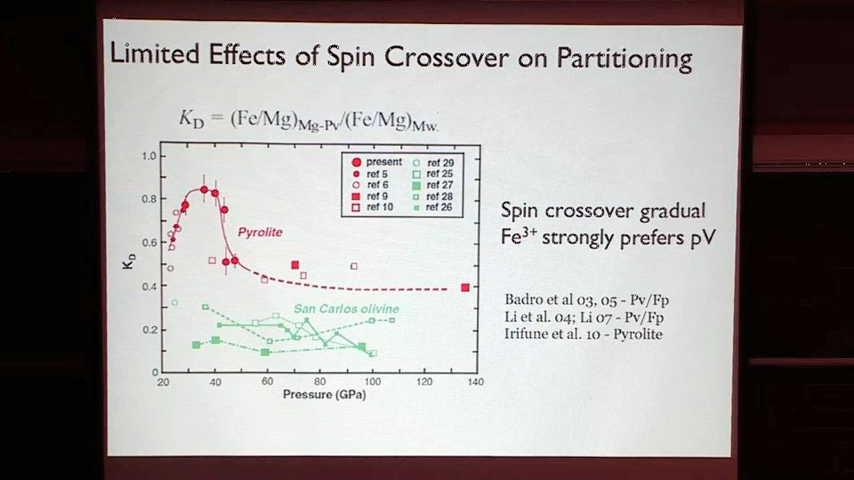 Limited Effects of Spin Crossover on Partitioning
K_D = (Fe/Mg)_Mg-Pv/(Fe/Mg)_Mw.
present
ref 5
ref 6
ref 9
ref 10
ref 29
ref 25
ref 27
ref 28
ref 26
1.0
0.8
0.6
0.4
0.2
0
K_D
Pyrolite
San Carlos olivine
20 40 60 80 100 120 140
Pressure (GPa)
Spin crossover gradual
Fe³⁺ strongly prefers pV
Badro et al 03, 05 - Pv/Fp
Li et al. 04; Li 07 - Pv/Fp
Irifune et al. 10 - Pyrolite